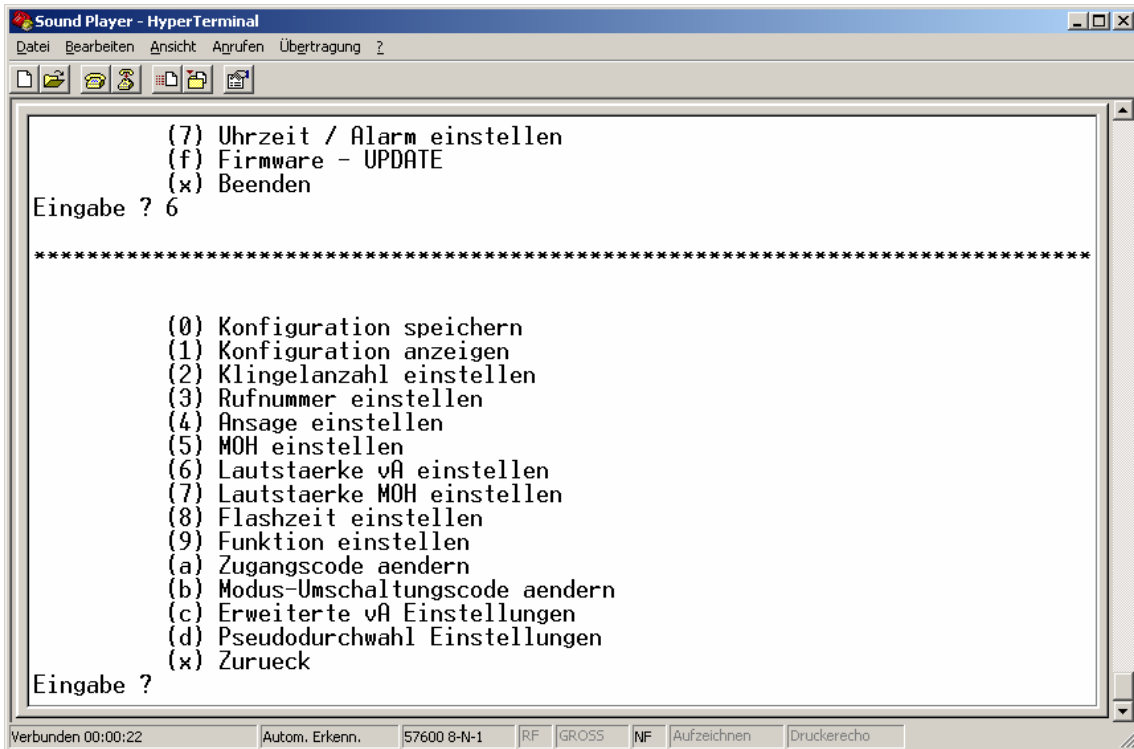 Sound Player - HyperTerminal
Datei Bearbeiten Ansicht Anrufen Übertragung ?
(7) Uhrzeit / Alarm einstellen
(f) Firmware - UPDATE
(x) Beenden
Eingabe ? 6
********************************************************************************
(0) Konfiguration speichern
(1) Konfiguration anzeigen
(2) Klingelanzahl einstellen
(3) Rufnummer einstellen
(4) Ansage einstellen
(5) MOH einstellen
(6) Lautstaerke vA einstellen
(7) Lautstaerke MOH einstellen
(8) Flashzeit einstellen
(9) Funktion einstellen
(a) Zugangscode aendern
(b) Modus-Umschaltungscode aendern
(c) Erweiterte vA Einstellungen
(d) Pseudodurchwahl Einstellungen
(x) Zurueck
Eingabe ?
Verbunden 00:00:22 Autom. Erkenn. 57600 8-N-1 RF GROSS NF Aufzeichnen Druckerecho